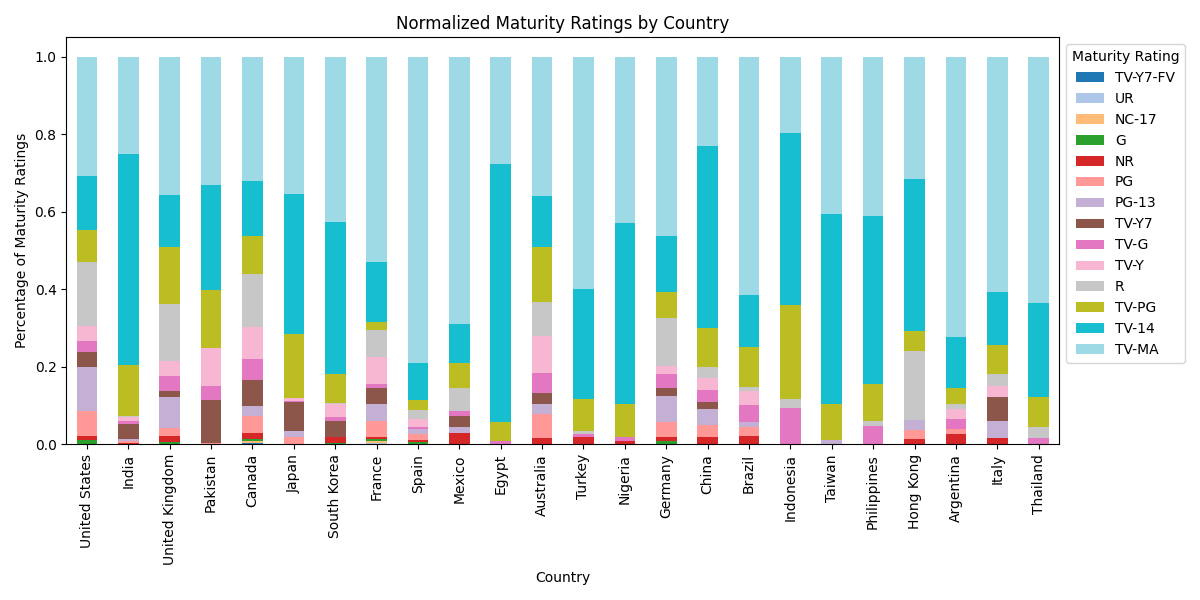 Normalized Maturity Ratings by Country
Percentage of Maturity Ratings
1.0
0.8
0.6
0.4
0.2
0.0
United States
India
United Kingdom
Pakistan
Canada
Japan
South Korea
France
Spain
Mexico
Egypt
Australia
Turkey
Nigeria
Germany
China
Brazil
Indonesia
Taiwan
Philippines
Hong Kong
Argentina
Italy
Thailand
Country
Maturity Rating
TV-Y7-FV
UR
NC-17
G
NR
PG
PG-13
TV-Y7
TV-G
TV-Y
R
TV-PG
TV-14
TV-MA